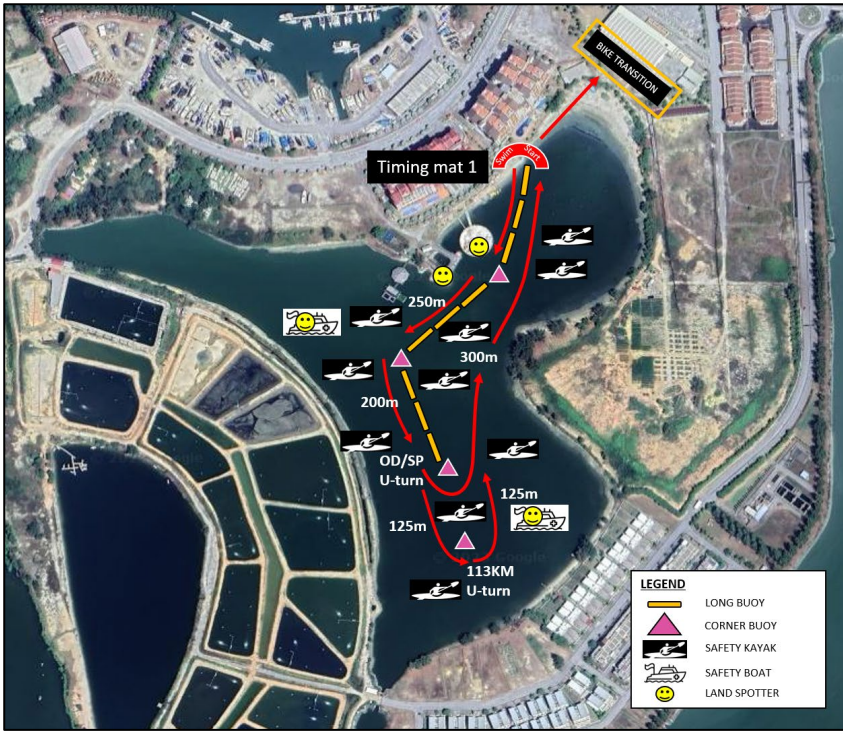 BIKE TRANSITION
Swim Start
Timing mat 1
250m
300m
200m
OD/SP
U-turn
125m
125m
113KM
U-turn
LEGEND
LONG BUOY
CORNER BUOY
SAFETY KAYAK
SAFETY BOAT
LAND SPOTTER